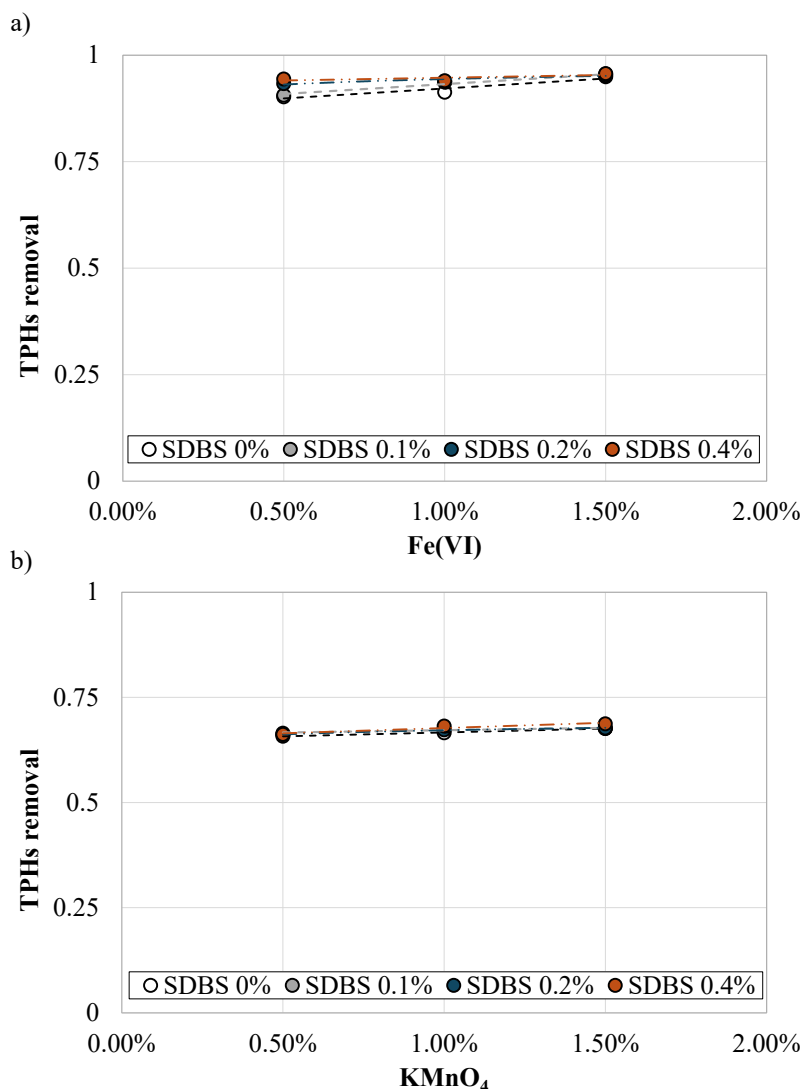 a)
1
0.75
0.5
0.25
0
TPHs removal
SDBS 0% SDBS 0.1% SDBS 0.2% SDBS 0.4%
0.00% 0.50% 1.00% 1.50% 2.00%
Fe(VI)
b)
1
0.75
0.5
0.25
0
TPHs removal
SDBS 0% SDBS 0.1% SDBS 0.2% SDBS 0.4%
0.00% 0.50% 1.00% 1.50% 2.00%
KMnO₄